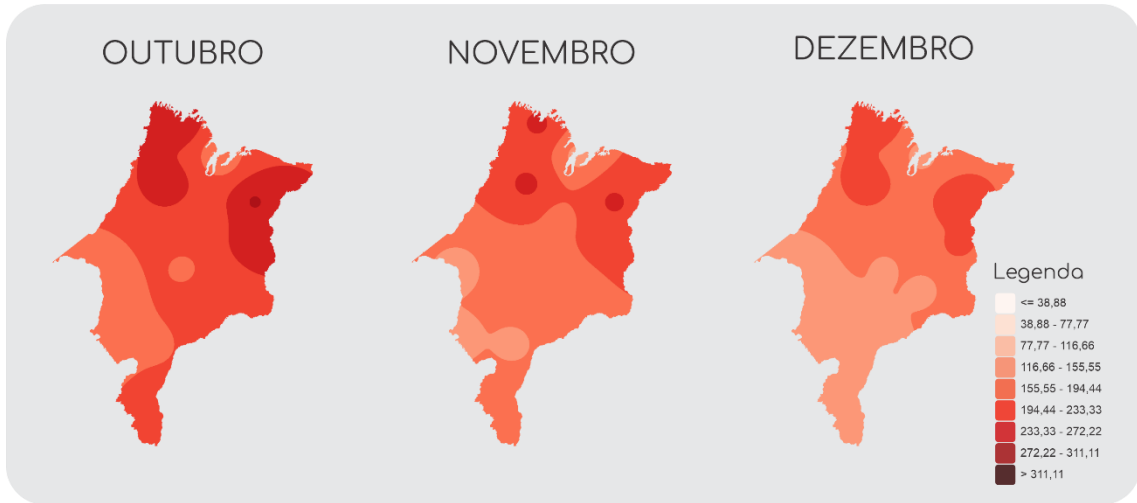 OUTUBRO
NOVEMBRO
DEZEMBRO
Legenda
<= 38,88
38,88 - 77,77
77,77 - 116,66
116,66 - 155,55
155,55 - 194,44
194,44 - 233,33
233,33 - 272,22
272,22 - 311,11
> 311,11